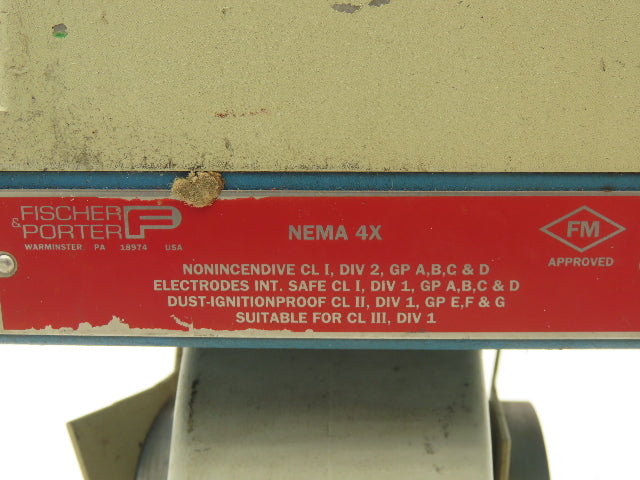 FISCHER
& PORTER
WARMINSTER, PA 18974 USA
NEMA 4X
NONINCENDIVE CL I, DIV 2, GP A,B,C & D
ELECTRODES INT. SAFE CL I, DIV 1, GP A,B,C & D
DUST-IGNITIONPROOF CL II, DIV 1, GP E,F & G
SUITABLE FOR CL III, DIV 1
FM
APPROVED